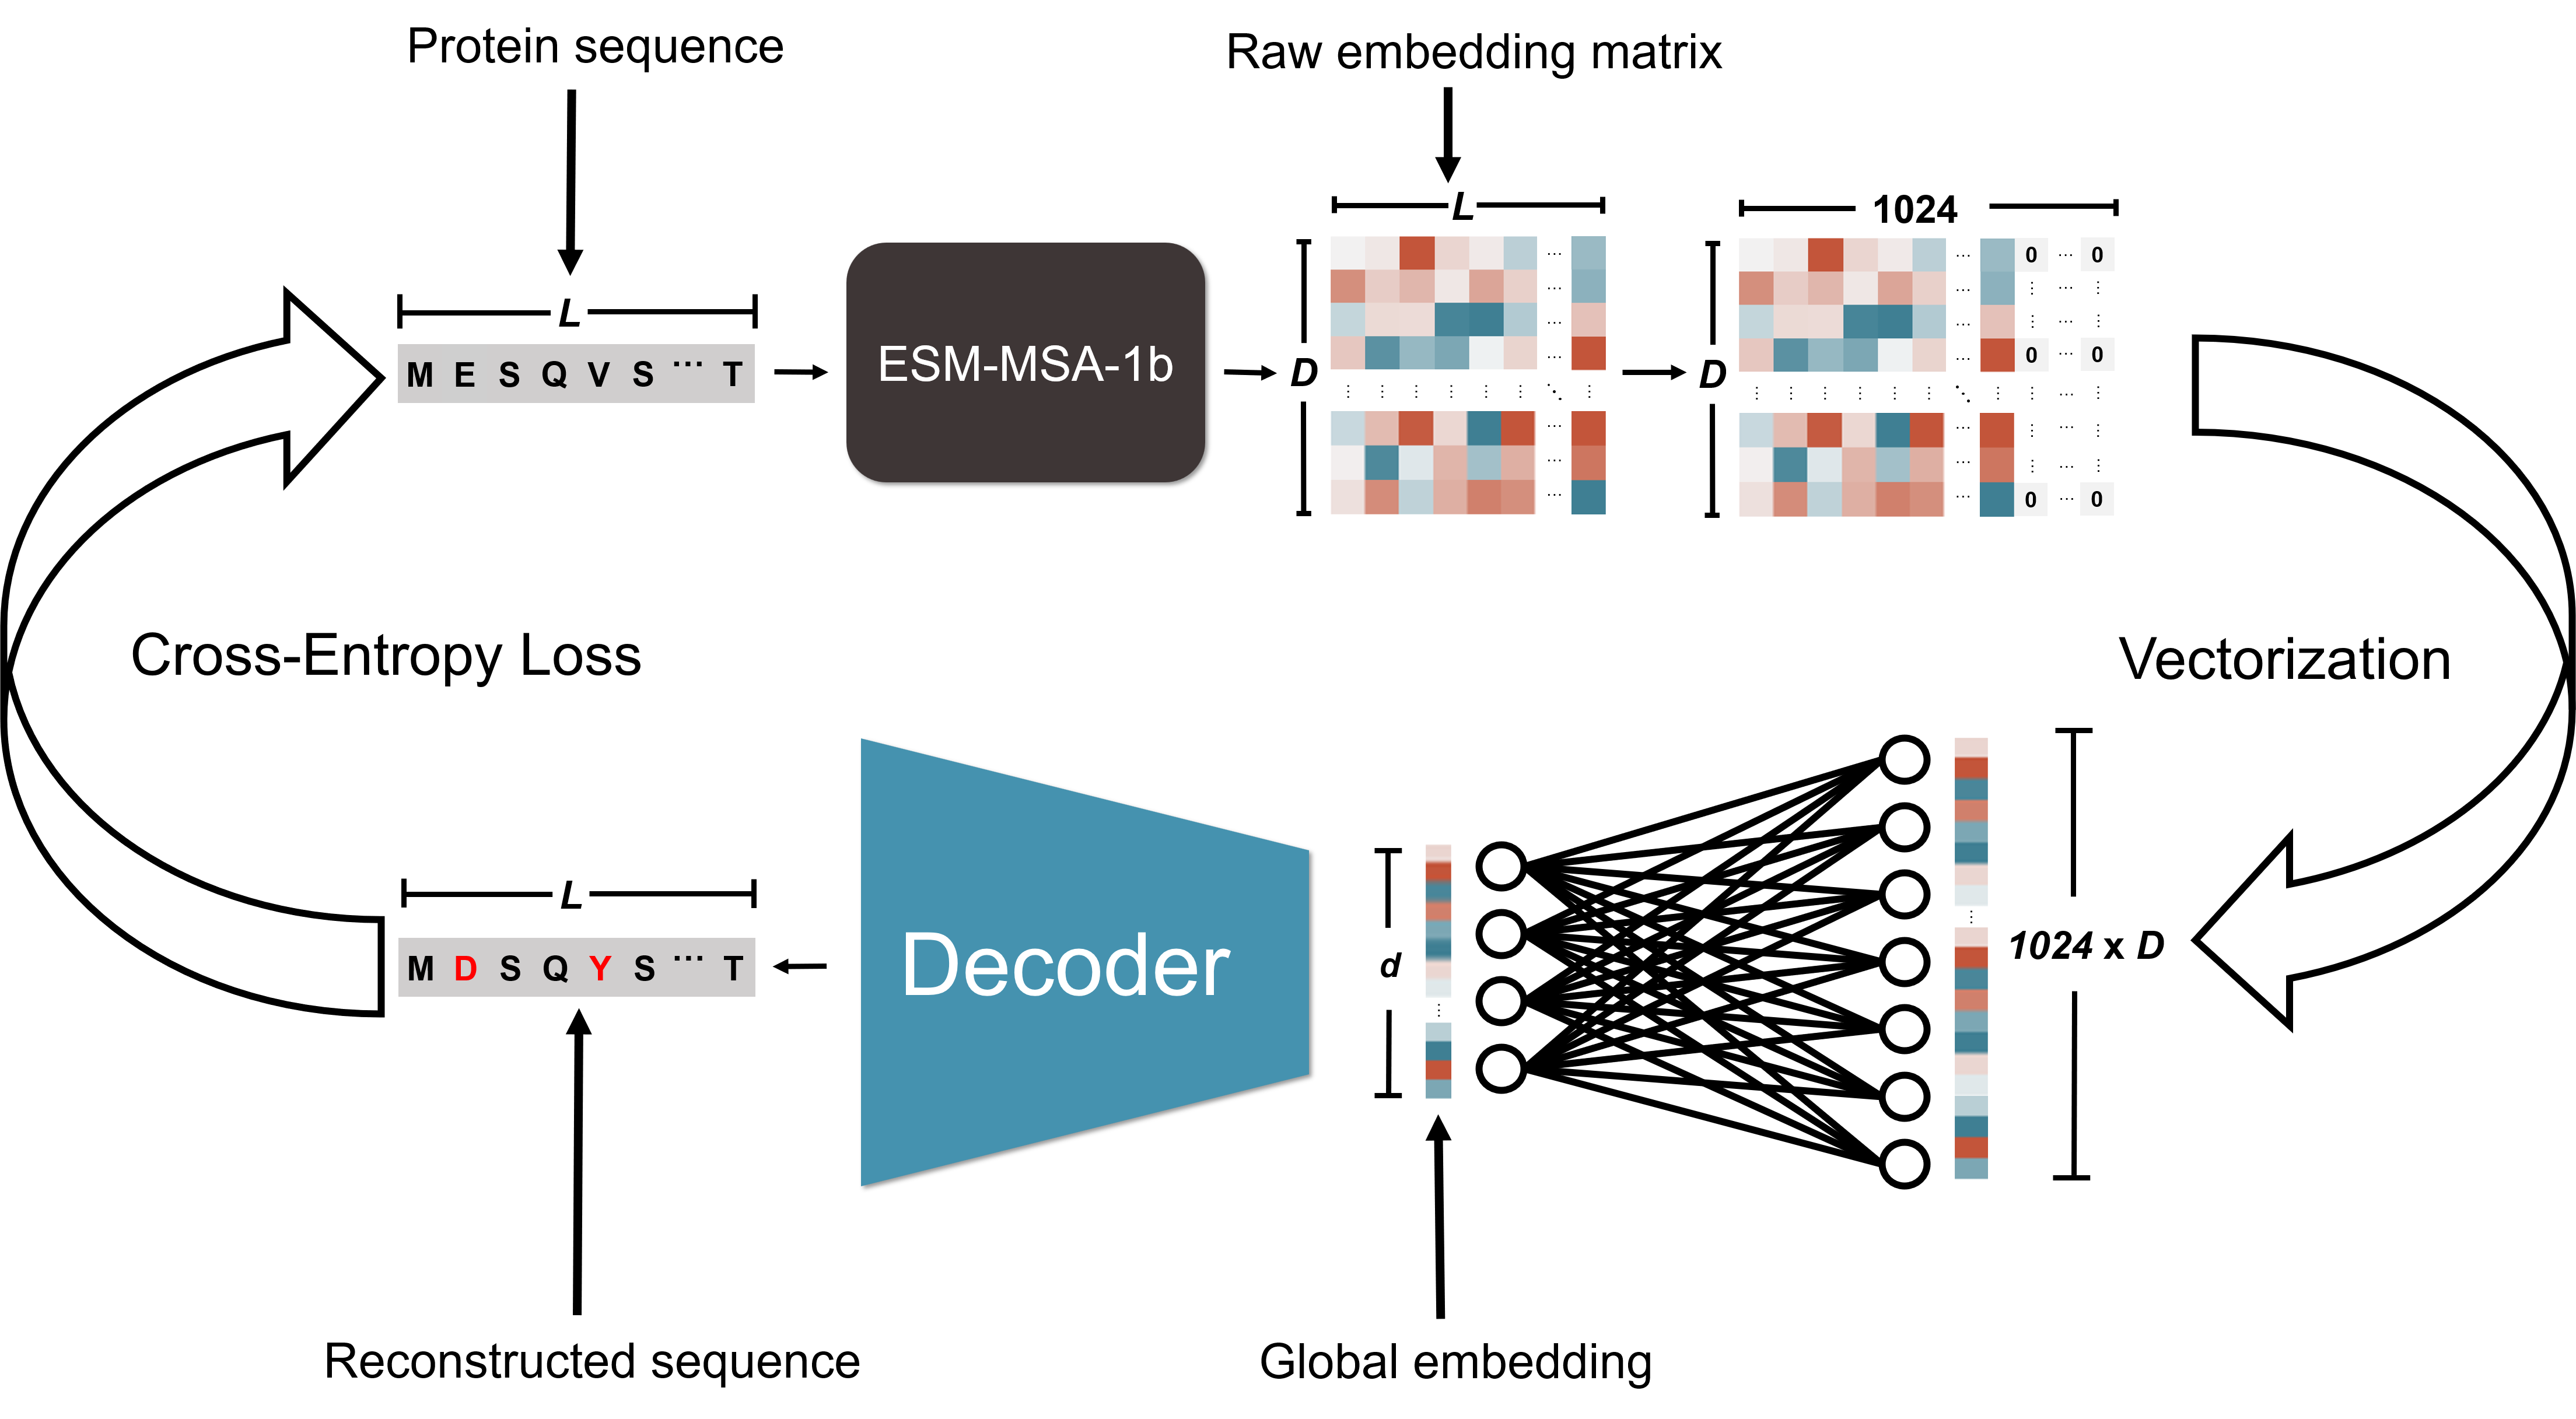 Protein sequence
Raw embedding matrix
L
L
1024
M E S Q V S ... T
ESM-MSA-1b
D
D
0 ... 0
0 ... 0
0 ... 0
Cross-Entropy Loss
Vectorization
L
M D S Q Y S ... T
Decoder
d
1024 x D
Reconstructed sequence
Global embedding